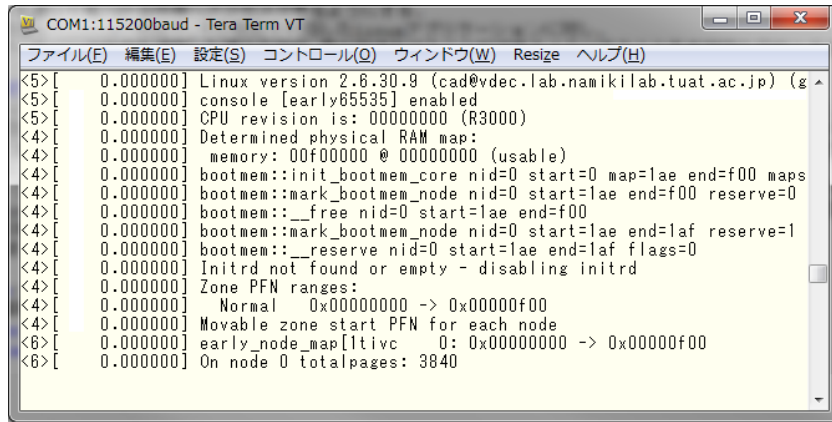 COM1:115200baud - Tera Term VT
ファイル(F) 編集(E) 設定(S) コントロール(O) ウィンドウ(W) Resize ヘルプ(H)
<5>[    0.000000] Linux version 2.6.30.9 (cad@vdec.lab.namikilab.tuat.ac.jp) (g
<5>[    0.000000] console [early65535] enabled
<5>[    0.000000] CPU revision is: 00000000 (R3000)
<4>[    0.000000] Determined physical RAM map:
<4>[    0.000000]  memory: 00f00000 @ 00000000 (usable)
<4>[    0.000000] bootmem::init_bootmem_core nid=0 start=0 map=1ae end=f00 maps
<4>[    0.000000] bootmem::mark_bootmem_node nid=0 start=1ae end=f00 reserve=0
<4>[    0.000000] bootmem::__free nid=0 start=1ae end=f00
<4>[    0.000000] bootmem::mark_bootmem_node nid=0 start=1ae end=1af reserve=1
<4>[    0.000000] bootmem::__reserve nid=0 start=1ae end=1af flags=0
<4>[    0.000000] Initrd not found or empty - disabling initrd
<4>[    0.000000] Zone PFN ranges:
<4>[    0.000000]   Normal   0x00000000 -> 0x00000f00
<4>[    0.000000] Movable zone start PFN for each node
<6>[    0.000000] early_node_map[1tivc    0: 0x00000000 -> 0x00000f00
<6>[    0.000000] On node 0 totalpages: 3840